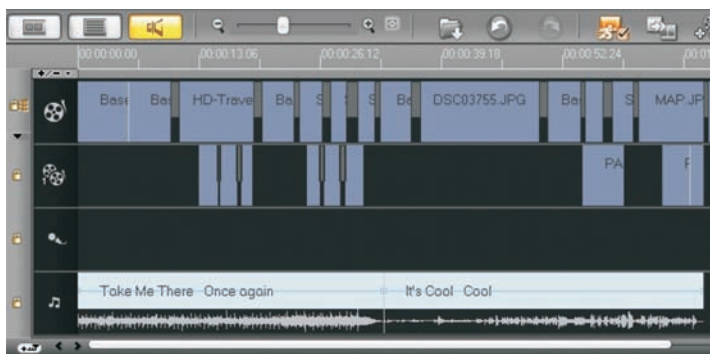 00:00:00:00 00:00:13.06 00:00:26.12 00:00:39.18 00:00:52.24 00:01
Base Ba HD-Trave Ba S S Ba DSC03755.JPG Ba S MAP.JP
PA F
Take Me There Once again It's Cool Cool